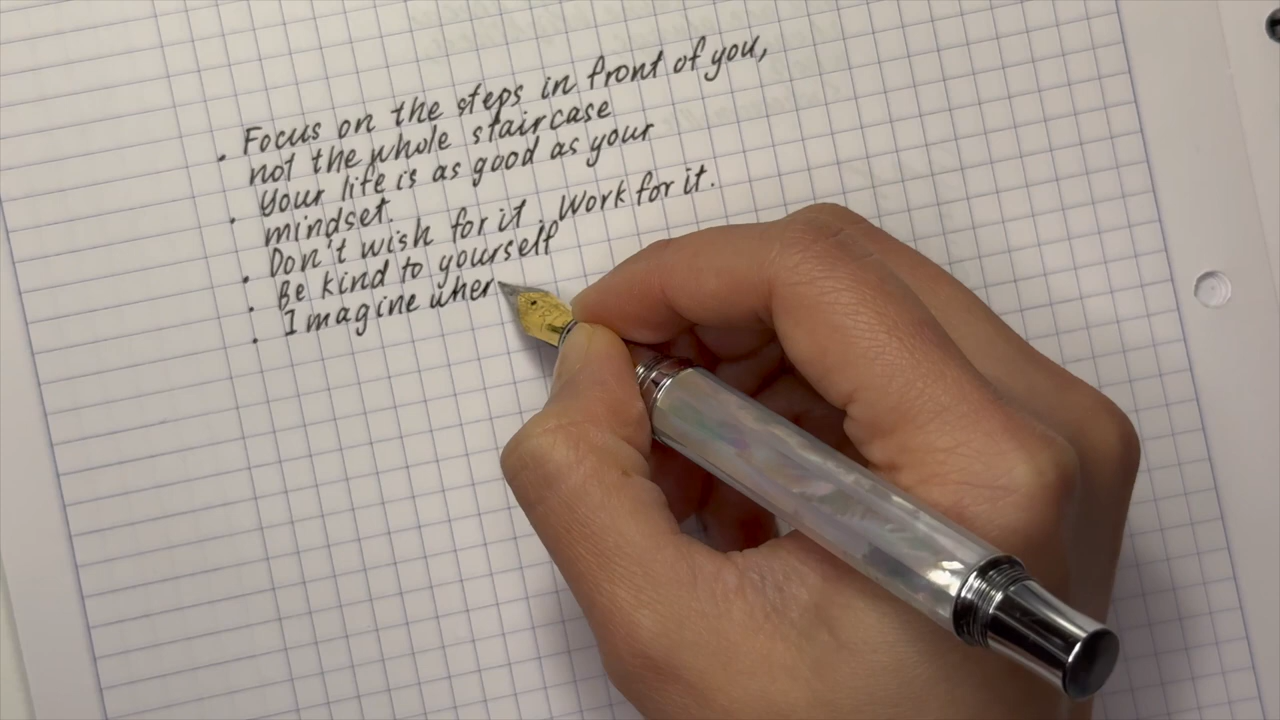 . Focus on the steps in front of you,
not the whole staircase
. Your life is as good as your
mindset.
. Don't wish for it. Work for it.
. Be kind to yourself
. Imagine wher